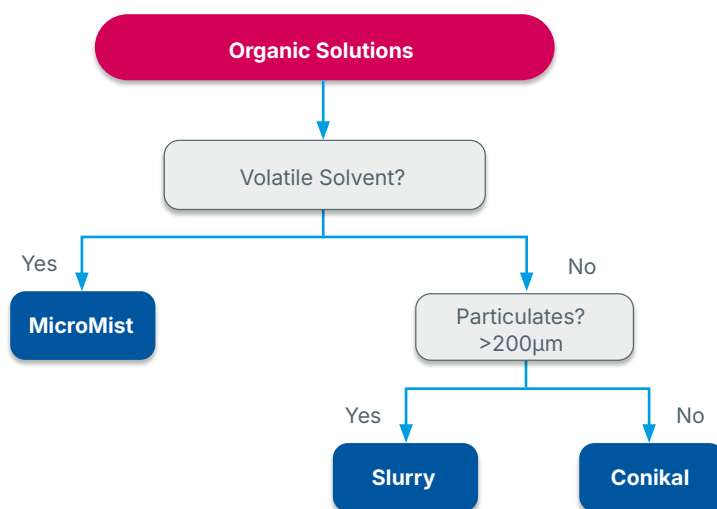 Organic Solutions
Volatile Solvent?
Yes
No
MicroMist
Particulates?
>200µm
Yes
No
Slurry
Conikal